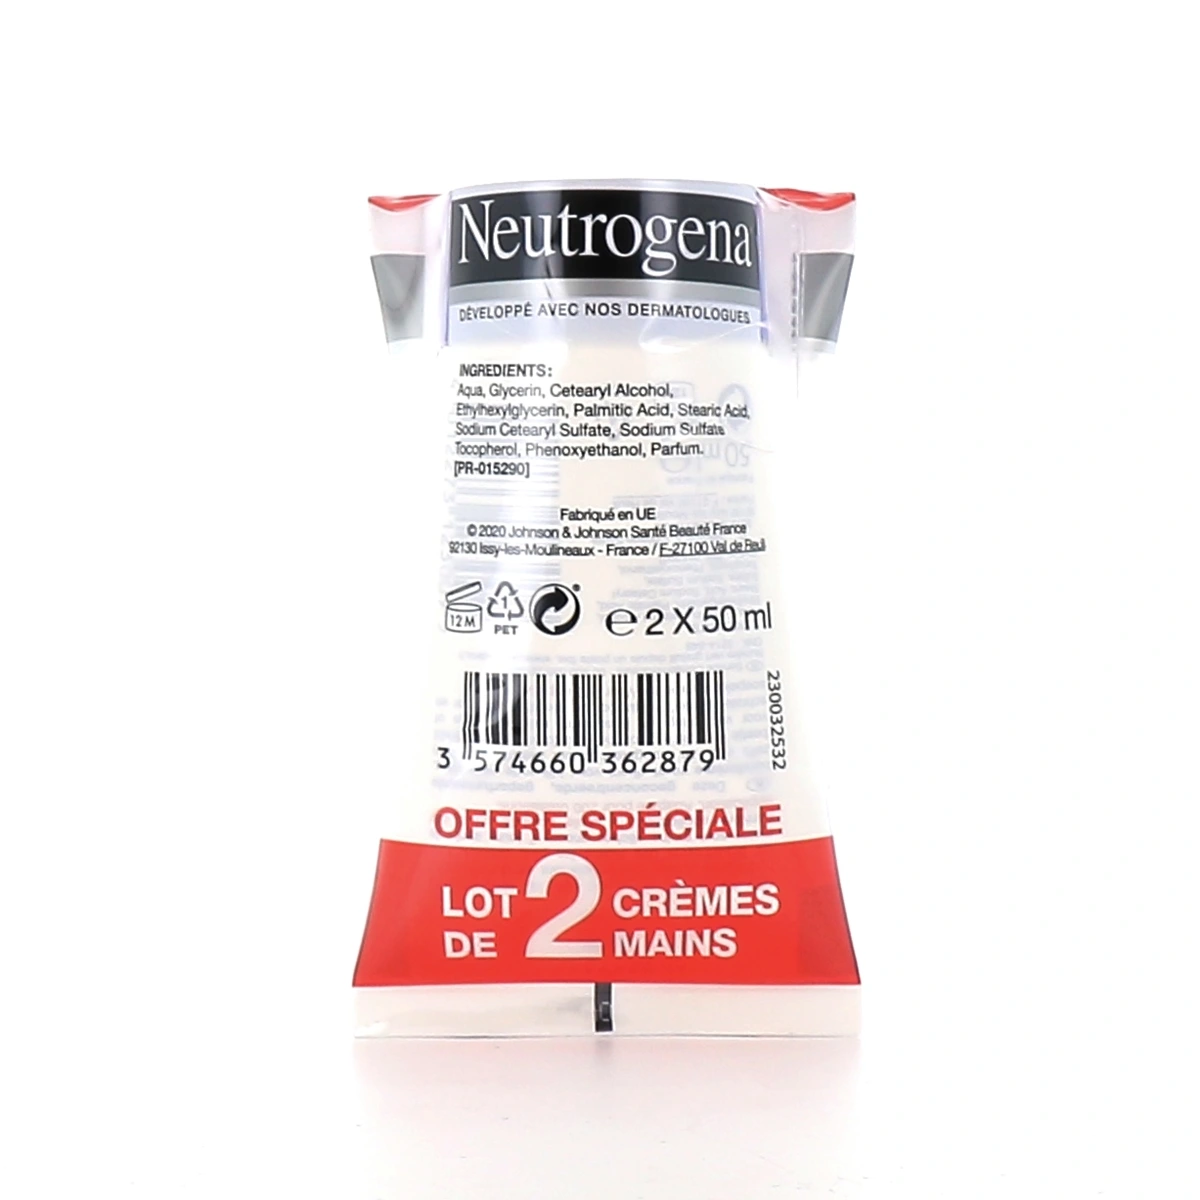 Neutrogena
DÉVELOPPÉ AVEC NOS DERMATOLOGUES
INGREDIENTS:
Aqua, Glycerin, Cetearyl Alcohol,
Ethylhexylglycerin, Palmitic Acid, Stearic Acid,
Sodium Cetearyl Sulfate, Sodium Sulfate
Tocopherol, Phenoxyethanol, Parfum.
[PR-015290]
Fabriqué en UE
©2020 Johnson & Johnson Santé Beauté France
92130 Issy-les-Moulineaux - France / F-27100 Val de Reuil
12 M
1
PET
℮ 2 X 50 ml
230032532
3 574660 362879
OFFRE SPÉCIALE
LOT DE 2 CRÈMES MAINS